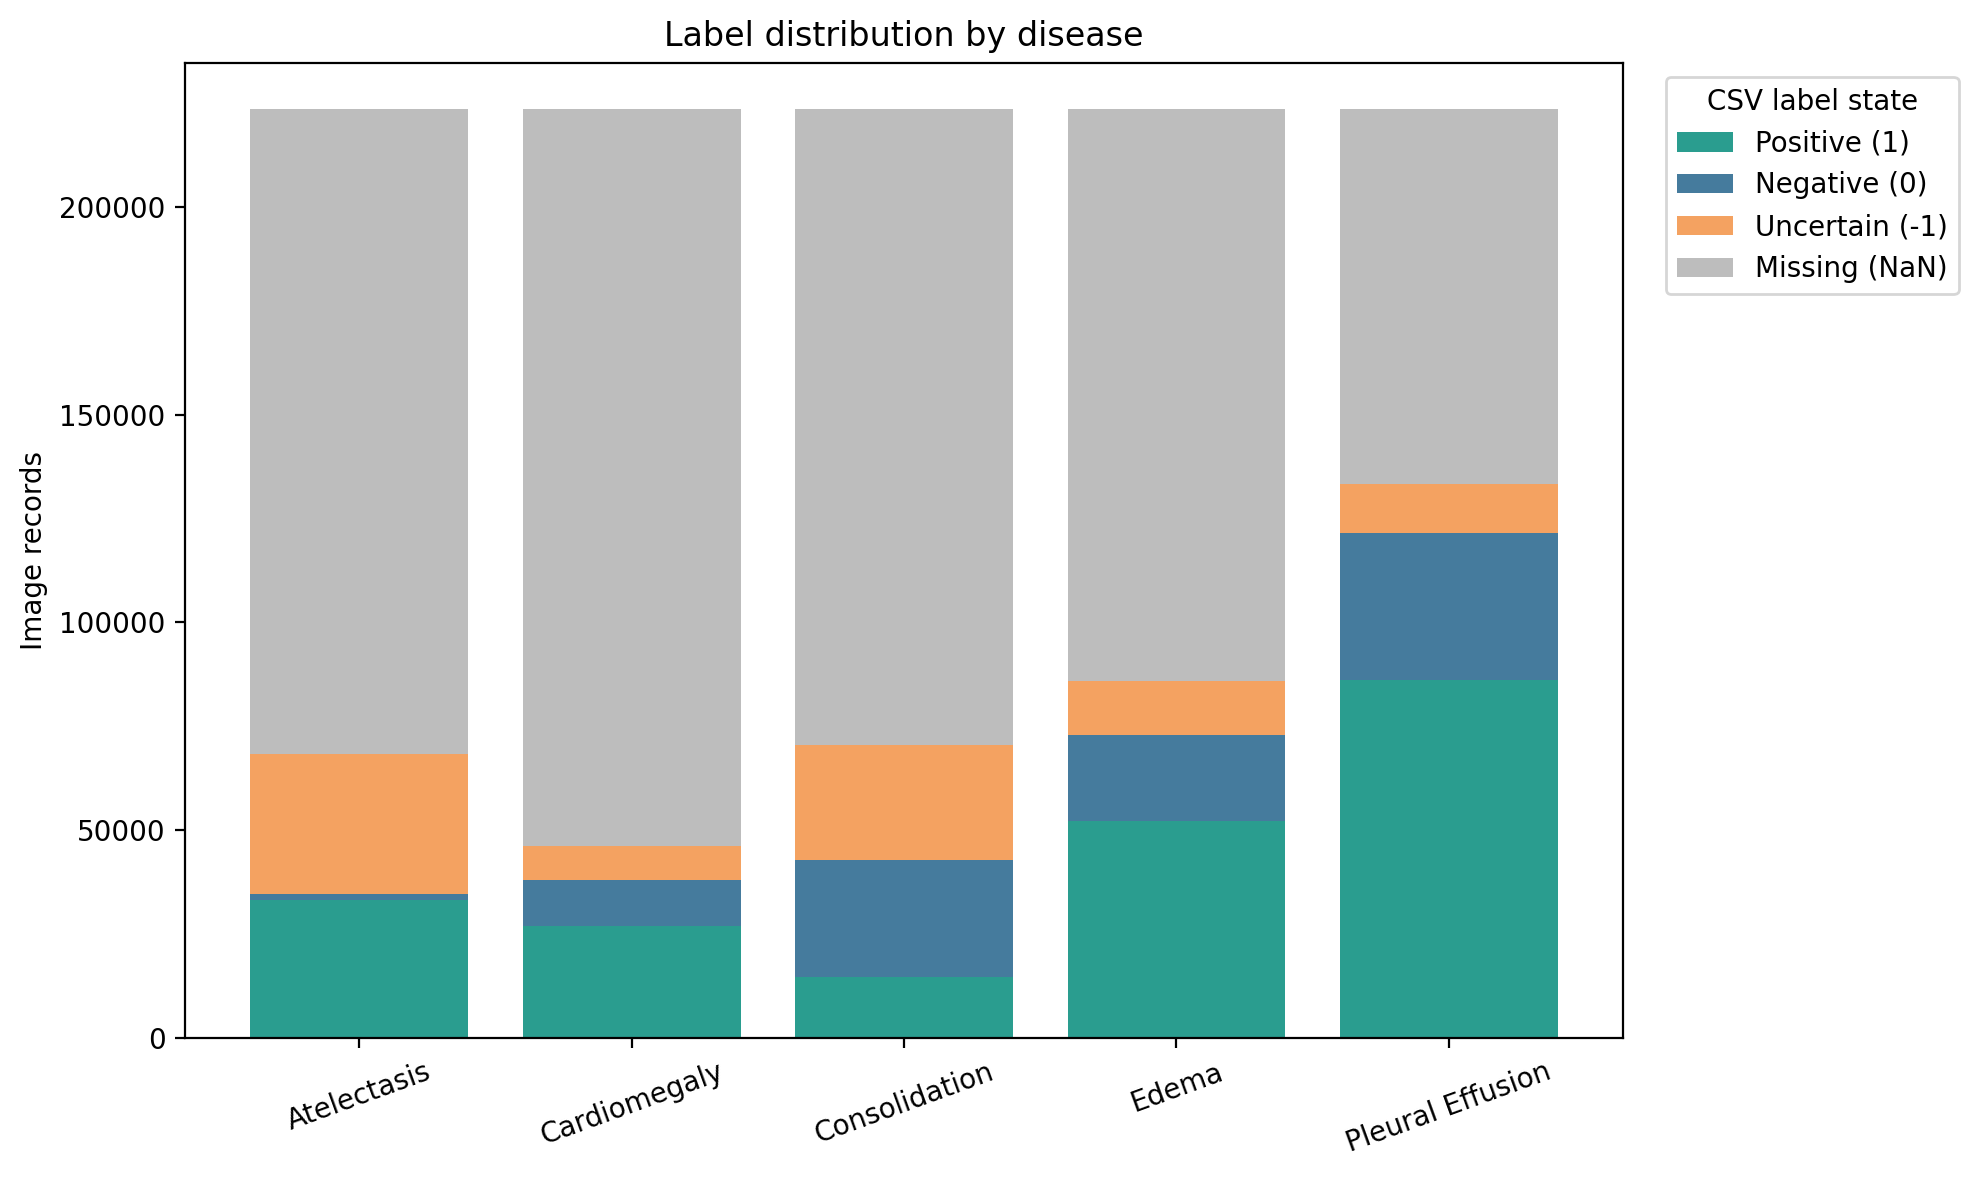 Label distribution by disease
CSV label state
Positive (1)
Negative (0)
Uncertain (-1)
Missing (NaN)
Image records
200000
150000
100000
50000
0
Atelectasis
Cardiomegaly
Consolidation
Edema
Pleural Effusion